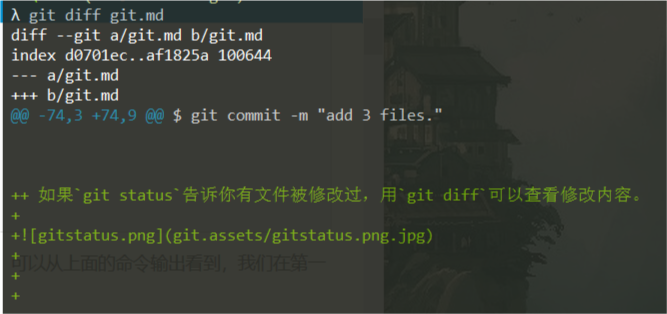 λ git diff git.md
diff --git a/git.md b/git.md
index d0701ec..af1825a 100644
--- a/git.md
+++ b/git.md
@@ -74,3 +74,9 @@ $ git commit -m "add 3 files."
++ 如果`git status`告诉你有文件被修改过，用`git diff`可以查看修改内容。
+
+![gitstatus.png](git.assets/gitstatus.png.jpg)
+
可以从上面的命令输出看到，我们在第一
+
+